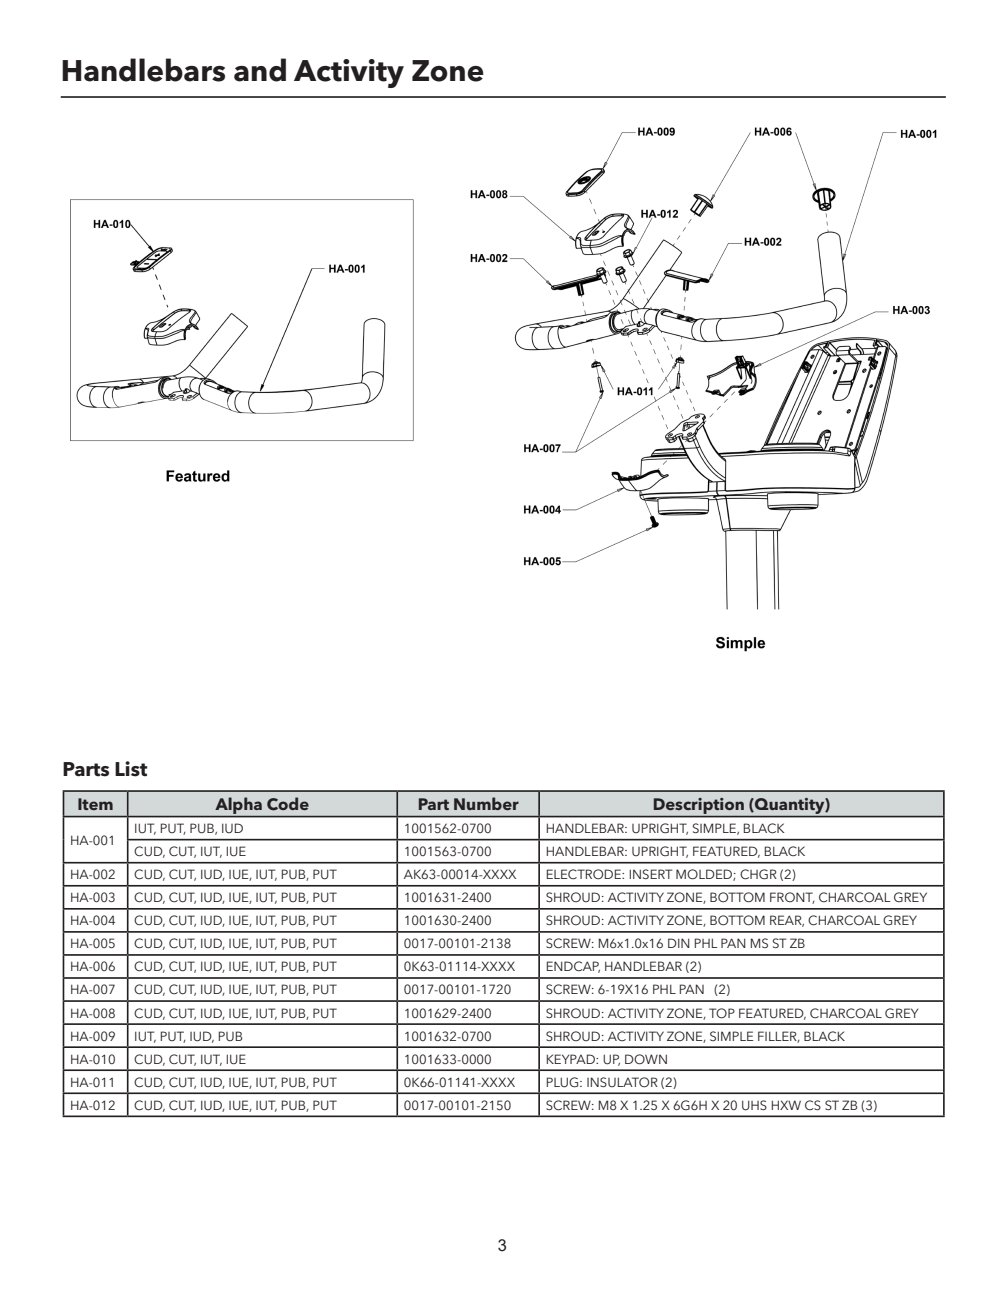 Handlebars and Activity Zone
HA-009
HA-006
HA-001
HA-008
HA-012
HA-010
HA-002
HA-002
HA-001
HA-003
HA-011
HA-007
Featured
HA-004
HA-005
Simple
Parts List
Item Alpha Code Part Number Description (Quantity)
HA-001 IUT, PUT, PUB, IUD 1001562-0700 HANDLEBAR: UPRIGHT, SIMPLE, BLACK
CUD, CUT, IUT, IUE 1001563-0700 HANDLEBAR: UPRIGHT, FEATURED, BLACK
HA-002 CUD, CUT, IUD, IUE, IUT, PUB, PUT AK63-00014-XXXX ELECTRODE: INSERT MOLDED; CHGR (2)
HA-003 CUD, CUT, IUD, IUE, IUT, PUB, PUT 1001631-2400 SHROUD: ACTIVITY ZONE, BOTTOM FRONT, CHARCOAL GREY
HA-004 CUD, CUT, IUD, IUE, IUT, PUB, PUT 1001630-2400 SHROUD: ACTIVITY ZONE, BOTTOM REAR, CHARCOAL GREY
HA-005 CUD, CUT, IUD, IUE, IUT, PUB, PUT 0017-00101-2138 SCREW: M6x1.0x16 DIN PHL PAN MS ST ZB
HA-006 CUD, CUT, IUD, IUE, IUT, PUB, PUT 0K63-01114-XXXX ENDCAP, HANDLEBAR (2)
HA-007 CUD, CUT, IUD, IUE, IUT, PUB, PUT 0017-00101-1720 SCREW: 6-19X16 PHL PAN (2)
HA-008 CUD, CUT, IUD, IUE, IUT, PUB, PUT 1001629-2400 SHROUD: ACTIVITY ZONE, TOP FEATURED, CHARCOAL GREY
HA-009 IUT, PUT, IUD, PUB 1001632-0700 SHROUD: ACTIVITY ZONE, SIMPLE FILLER, BLACK
HA-010 CUD, CUT, IUT, IUE 1001633-0000 KEYPAD: UP, DOWN
HA-011 CUD, CUT, IUD, IUE, IUT, PUB, PUT 0K66-01141-XXXX PLUG: INSULATOR (2)
HA-012 CUD, CUT, IUD, IUE, IUT, PUB, PUT 0017-00101-2150 SCREW: M8 X 1.25 X 6G6H X 20 UHS HXW CS ST ZB (3)
3